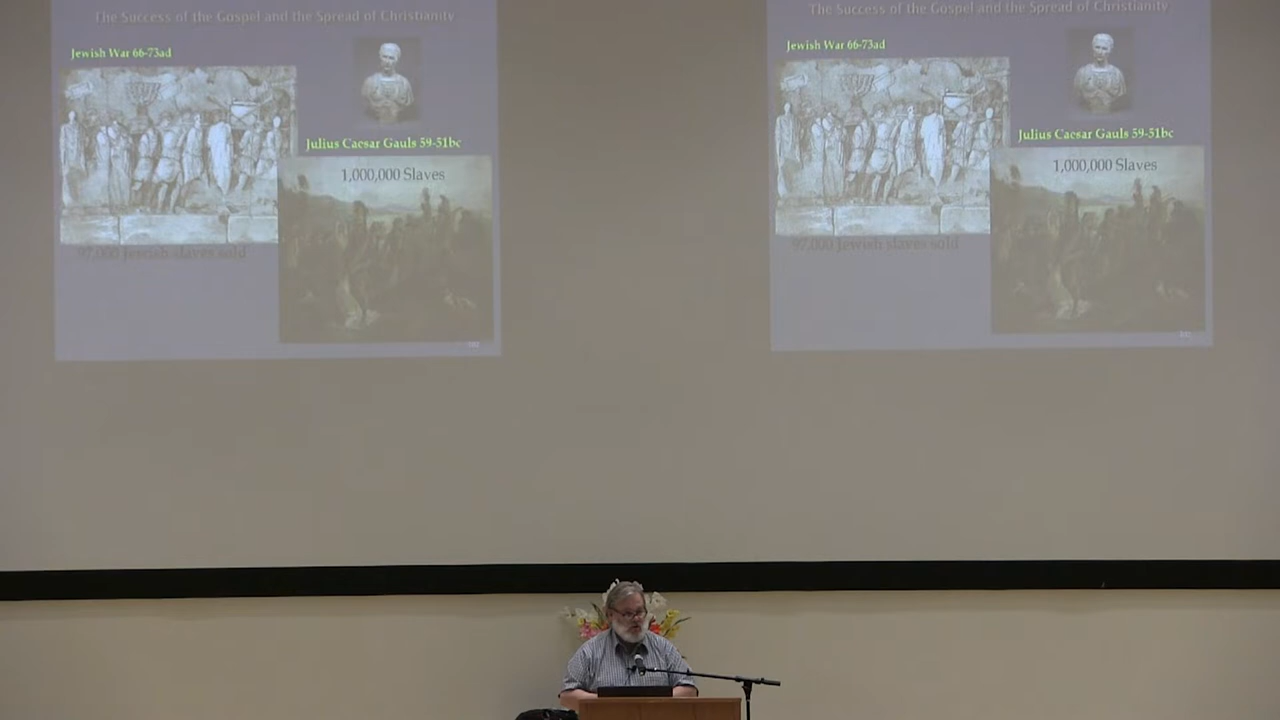 The Success of the Gospel and the Spread of Christianity
Jewish War 66-73ad
Julius Caesar Gauls 59-51bc
1,000,000 Slaves
97,000 Jewish slaves sold
The Success of the Gospel and the Spread of Christianity
Jewish War 66-73ad
Julius Caesar Gauls 59-51bc
1,000,000 Slaves
97,000 Jewish slaves sold